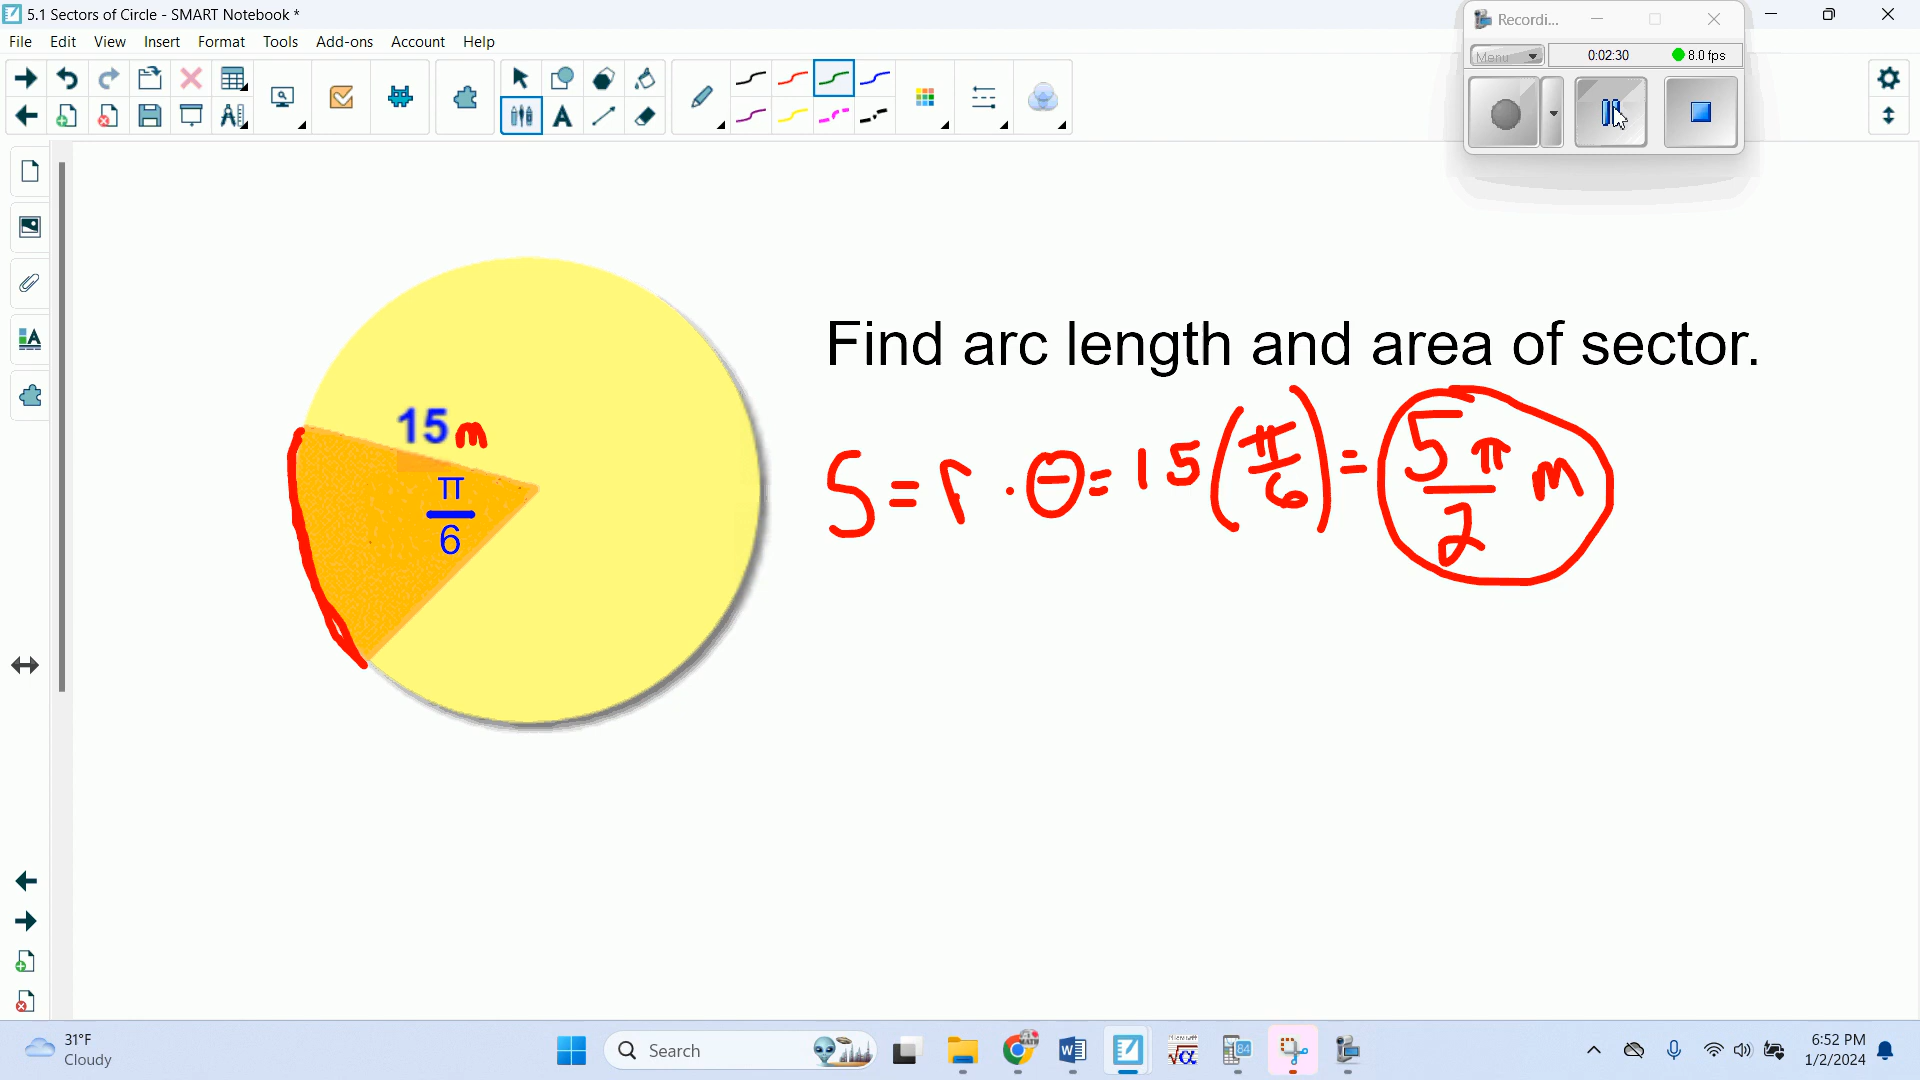 5.1 Sectors of Circle - SMART Notebook *
File Edit View Insert Format Tools Add-ons Account Help
Recordi...
Menu 0:02:30 8.0 fps
Find arc length and area of sector.
15 m
π
6
S = r · θ = 15 (π/6) = 5π/2 m
31°F
Cloudy
Search
6:52 PM
1/2/2024